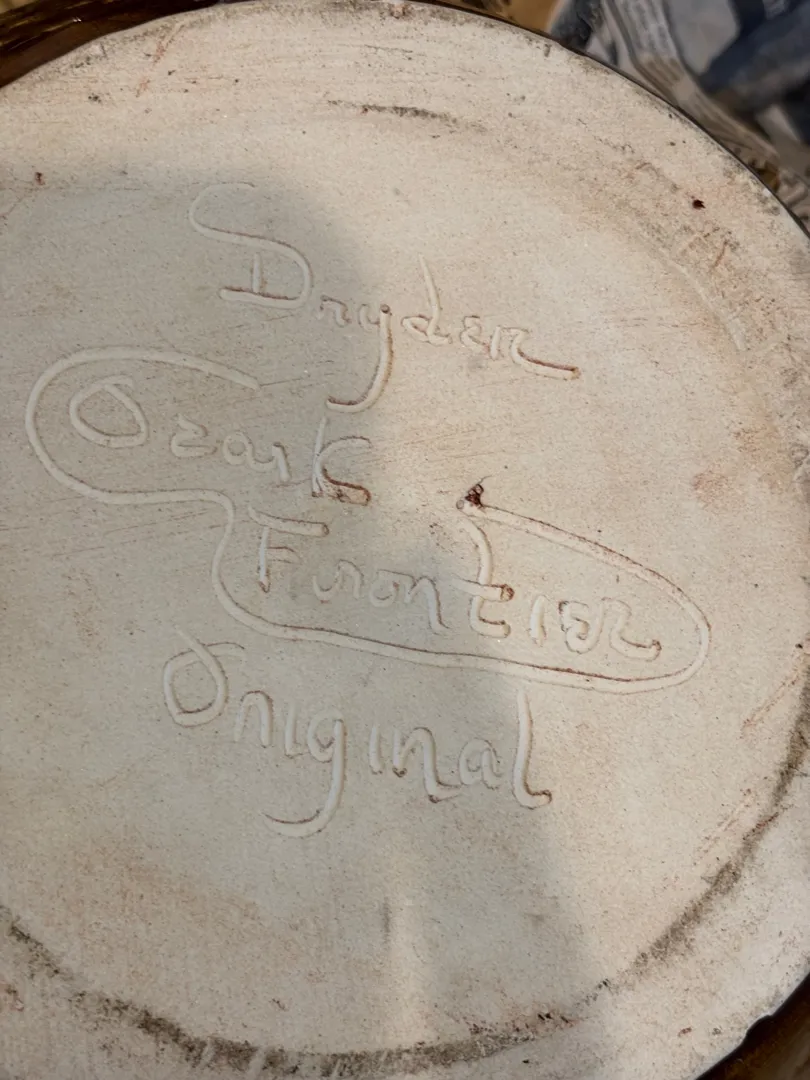 Dryden
Ozark
Frontier
Original